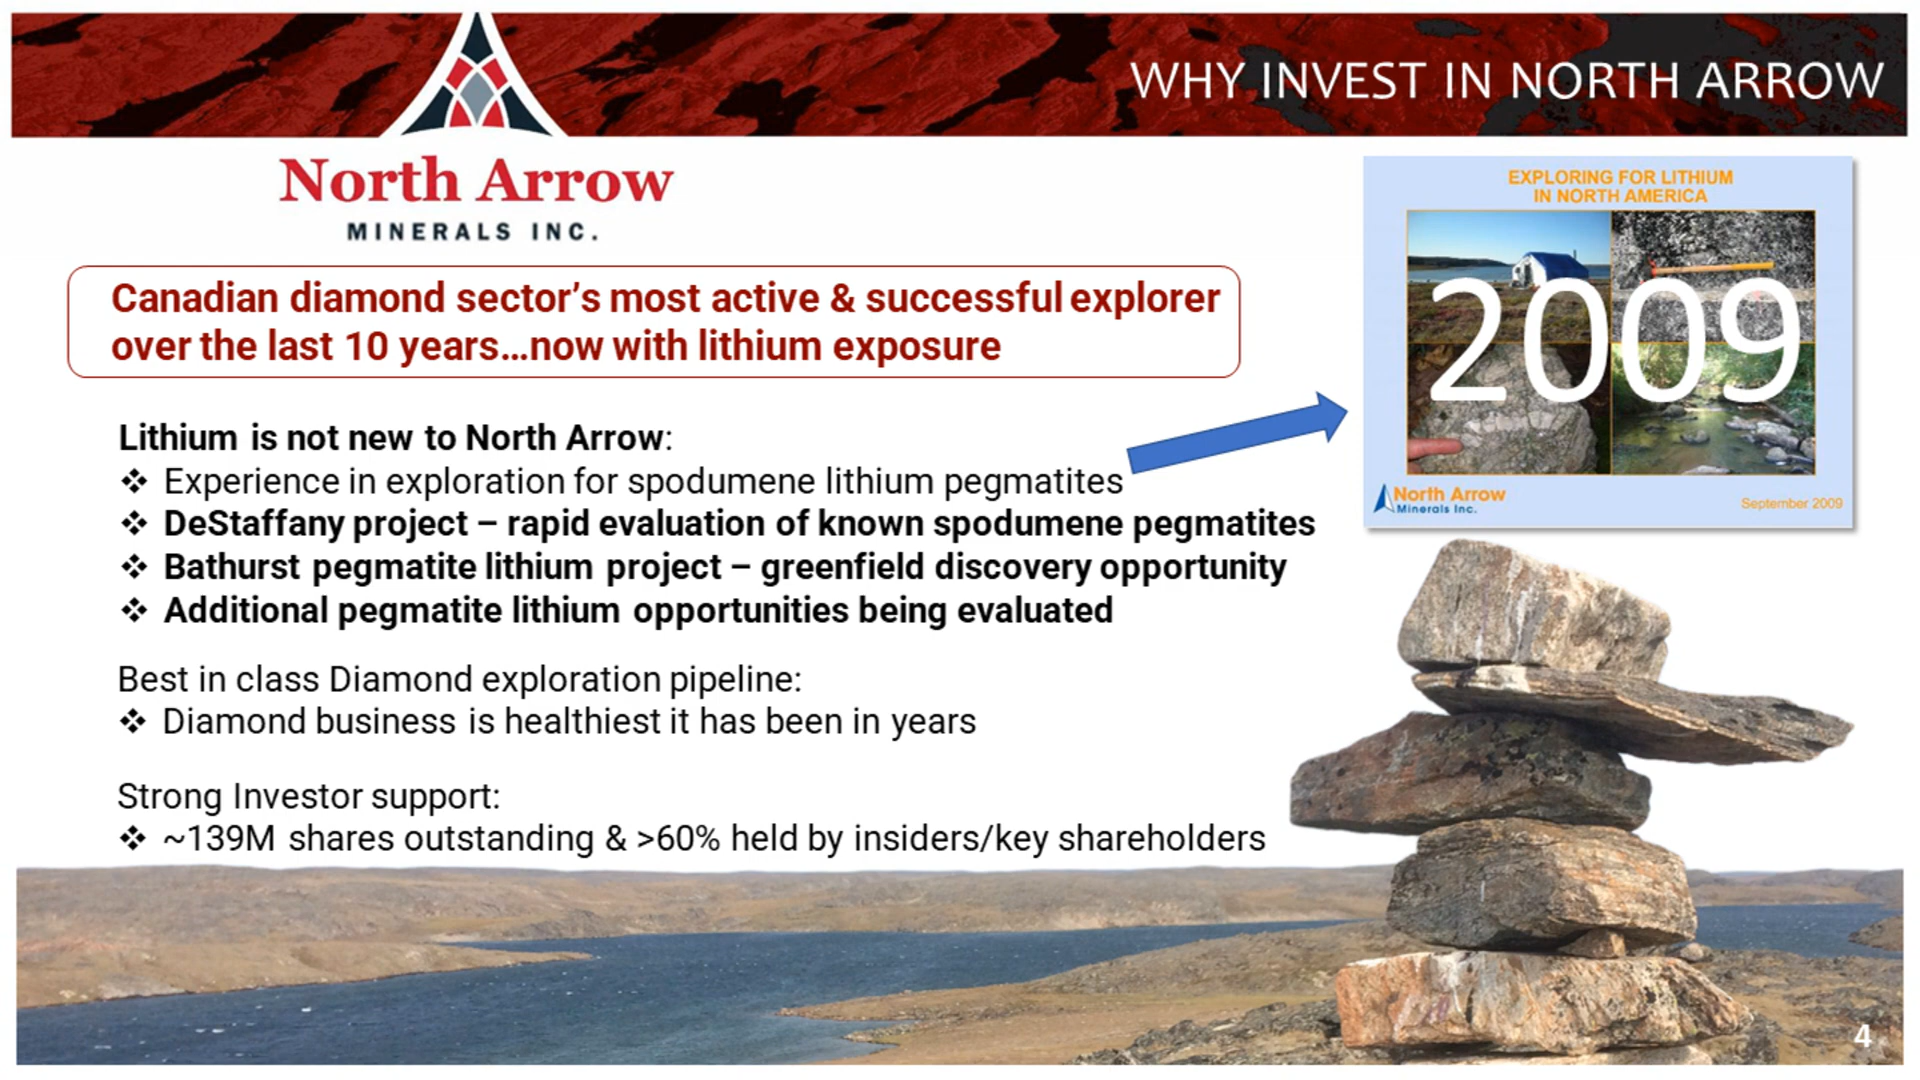 WHY INVEST IN NORTH ARROW
North Arrow
MINERALS INC.
Canadian diamond sector's most active & successful explorer
over the last 10 years...now with lithium exposure
Lithium is not new to North Arrow:
❖ Experience in exploration for spodumene lithium pegmatites
❖ DeStaffany project – rapid evaluation of known spodumene pegmatites
❖ Bathurst pegmatite lithium project – greenfield discovery opportunity
❖ Additional pegmatite lithium opportunities being evaluated
Best in class Diamond exploration pipeline:
❖ Diamond business is healthiest it has been in years
Strong Investor support:
❖ ~139M shares outstanding & >60% held by insiders/key shareholders
EXPLORING FOR LITHIUM
IN NORTH AMERICA
2009
North Arrow
Minerals Inc.
September 2009
4